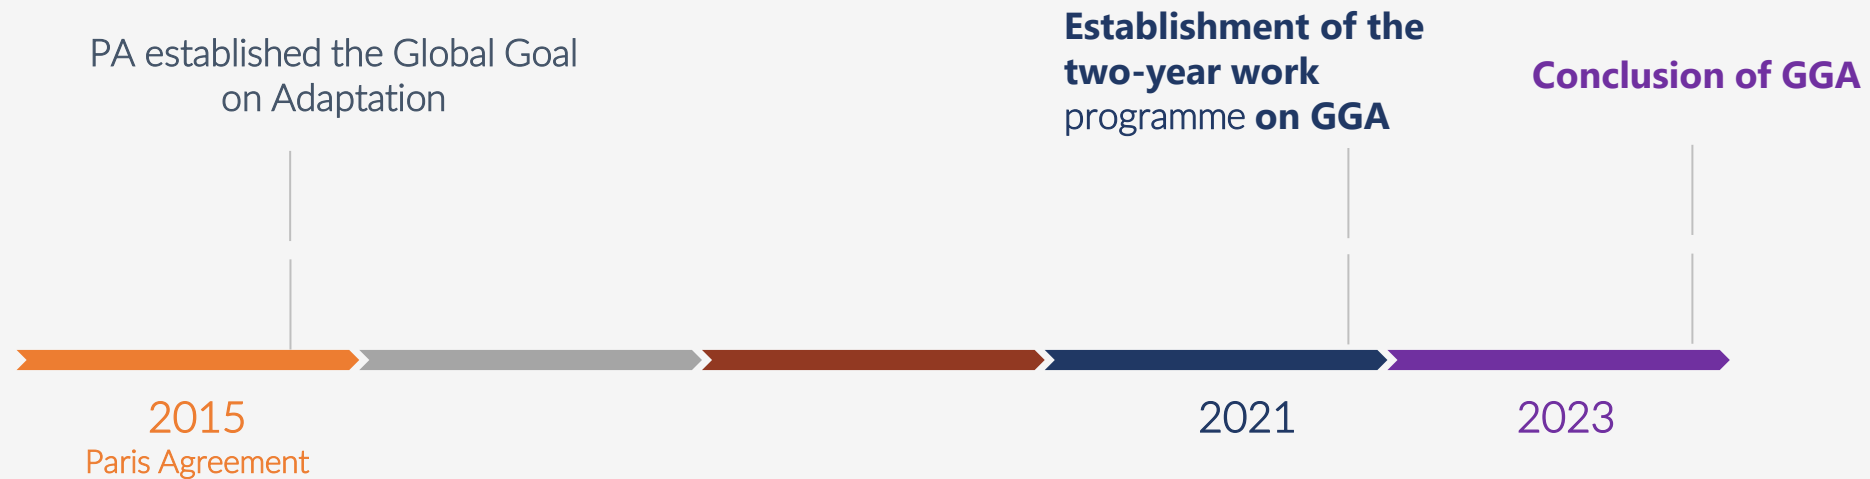 PA established the Global Goal
on Adaptation
Establishment of the
two-year work
programme on GGA
Conclusion of GGA
2015
Paris Agreement
2021
2023